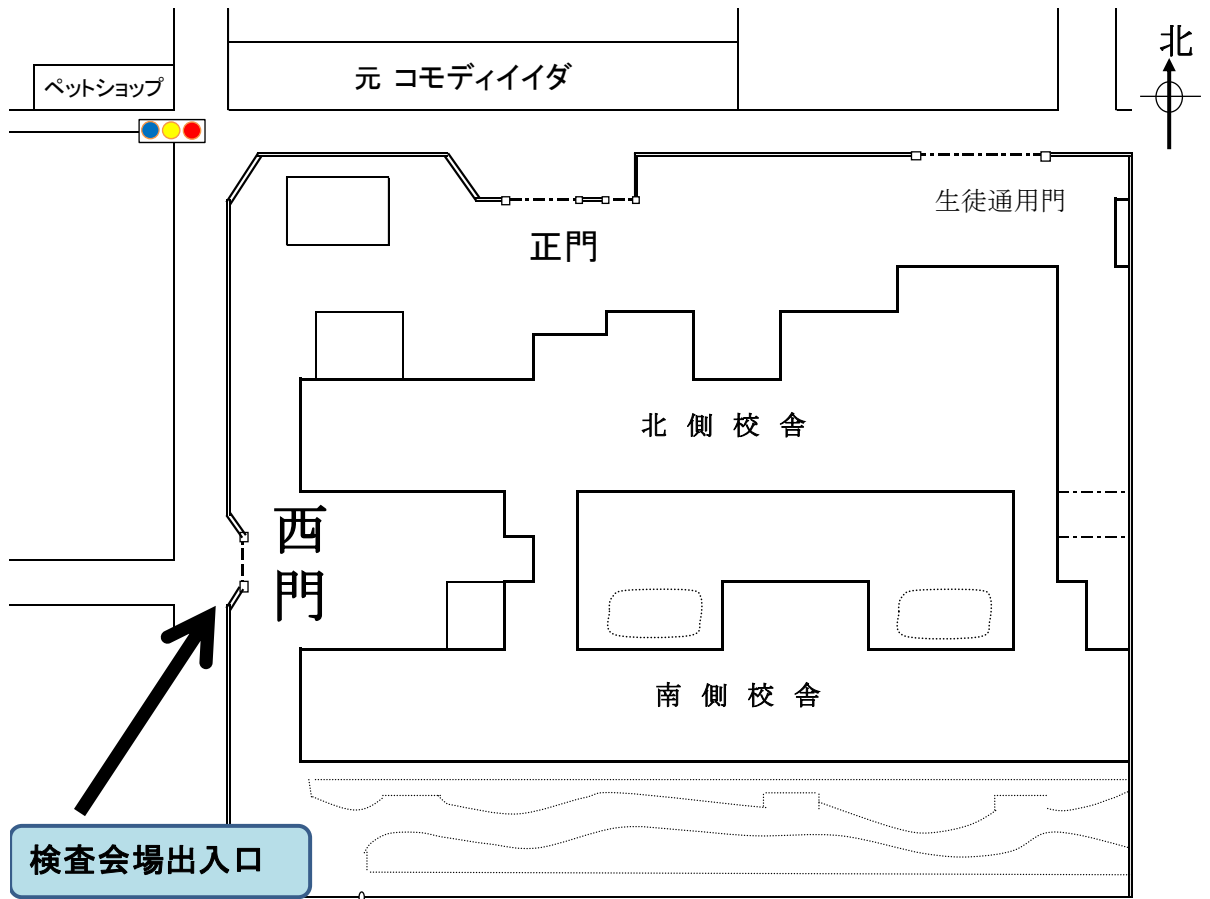 北
ペットショップ
元 コモディイイダ
生徒通用門
正門
北側校舎
西門
南側校舎
検査会場出入口